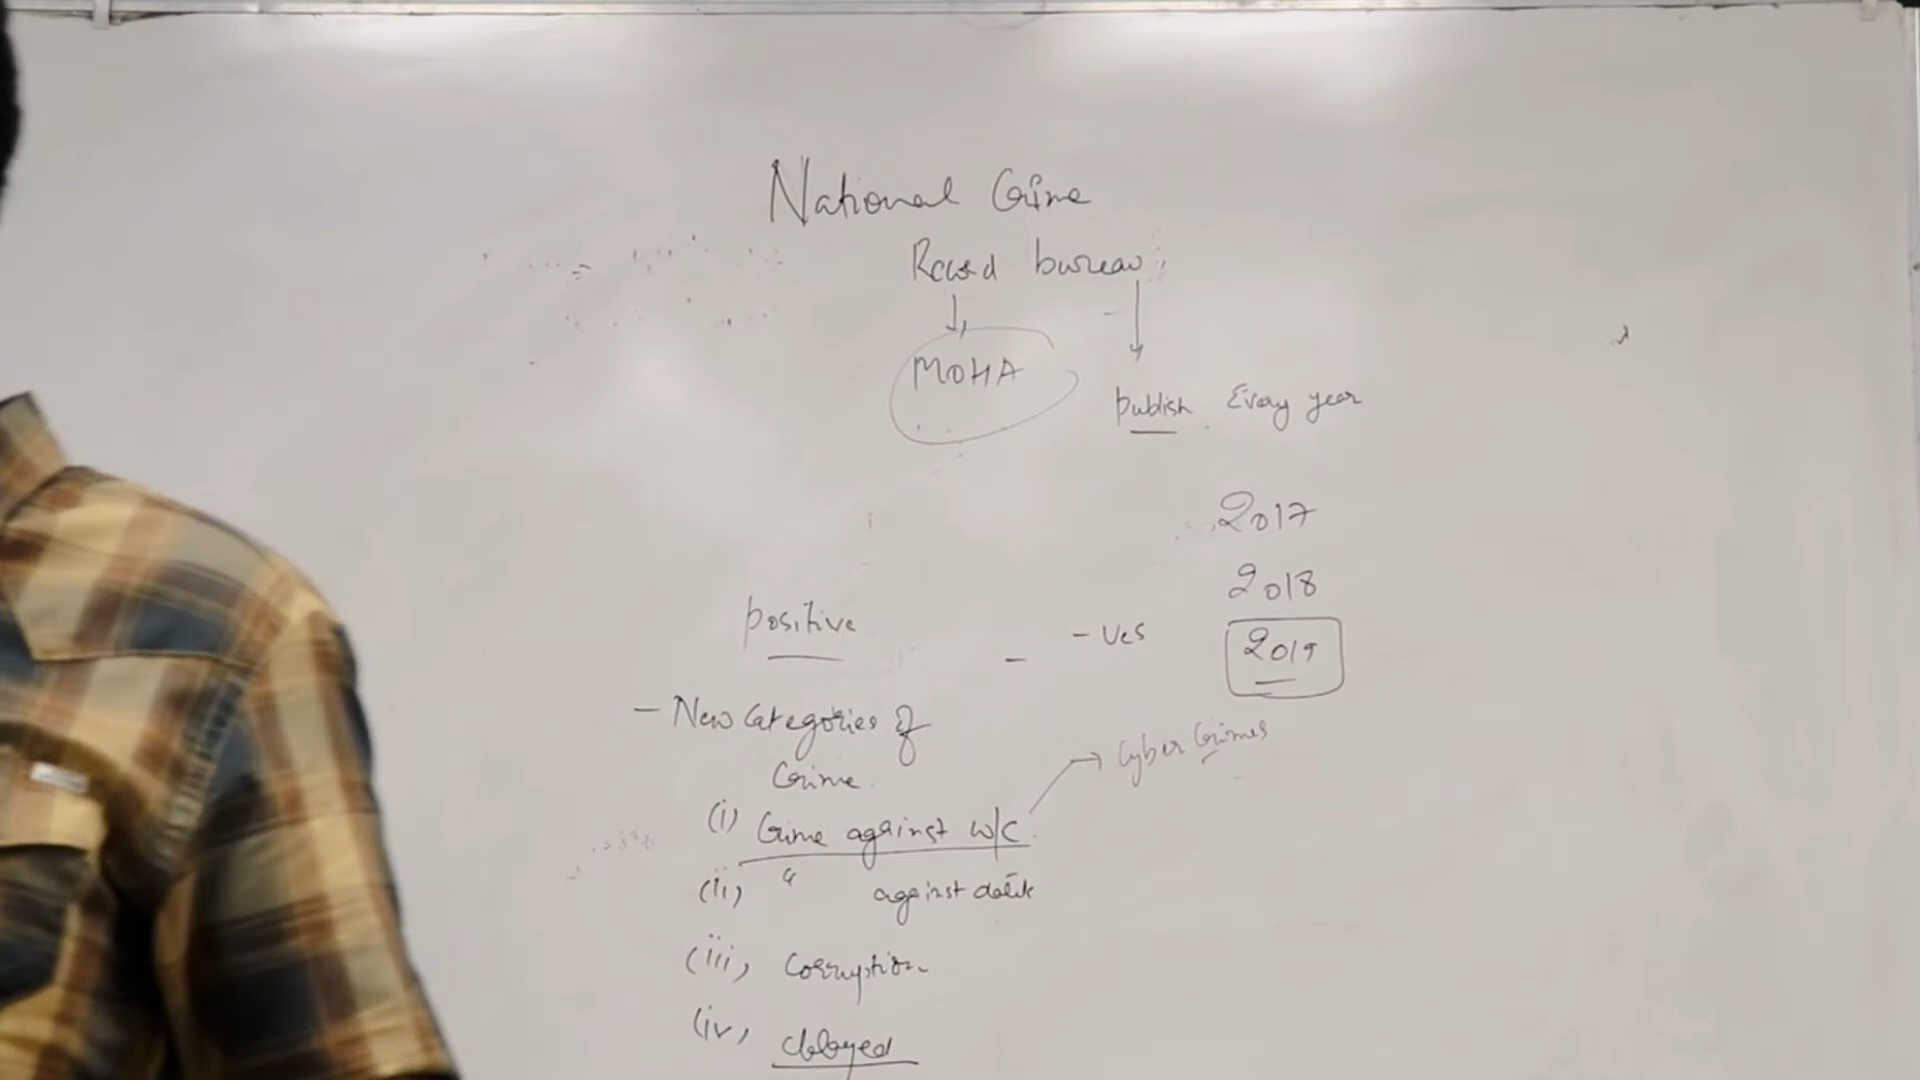 National Crime
Record bureau
MOHA
publish Every year
2017
2018
positive
- ves
2019
- New Categories of
Crime.
→ Cyber Crimes
(i) Crime against w/c
(ii) " against dalit
(iii) Corruption
(iv) delayed